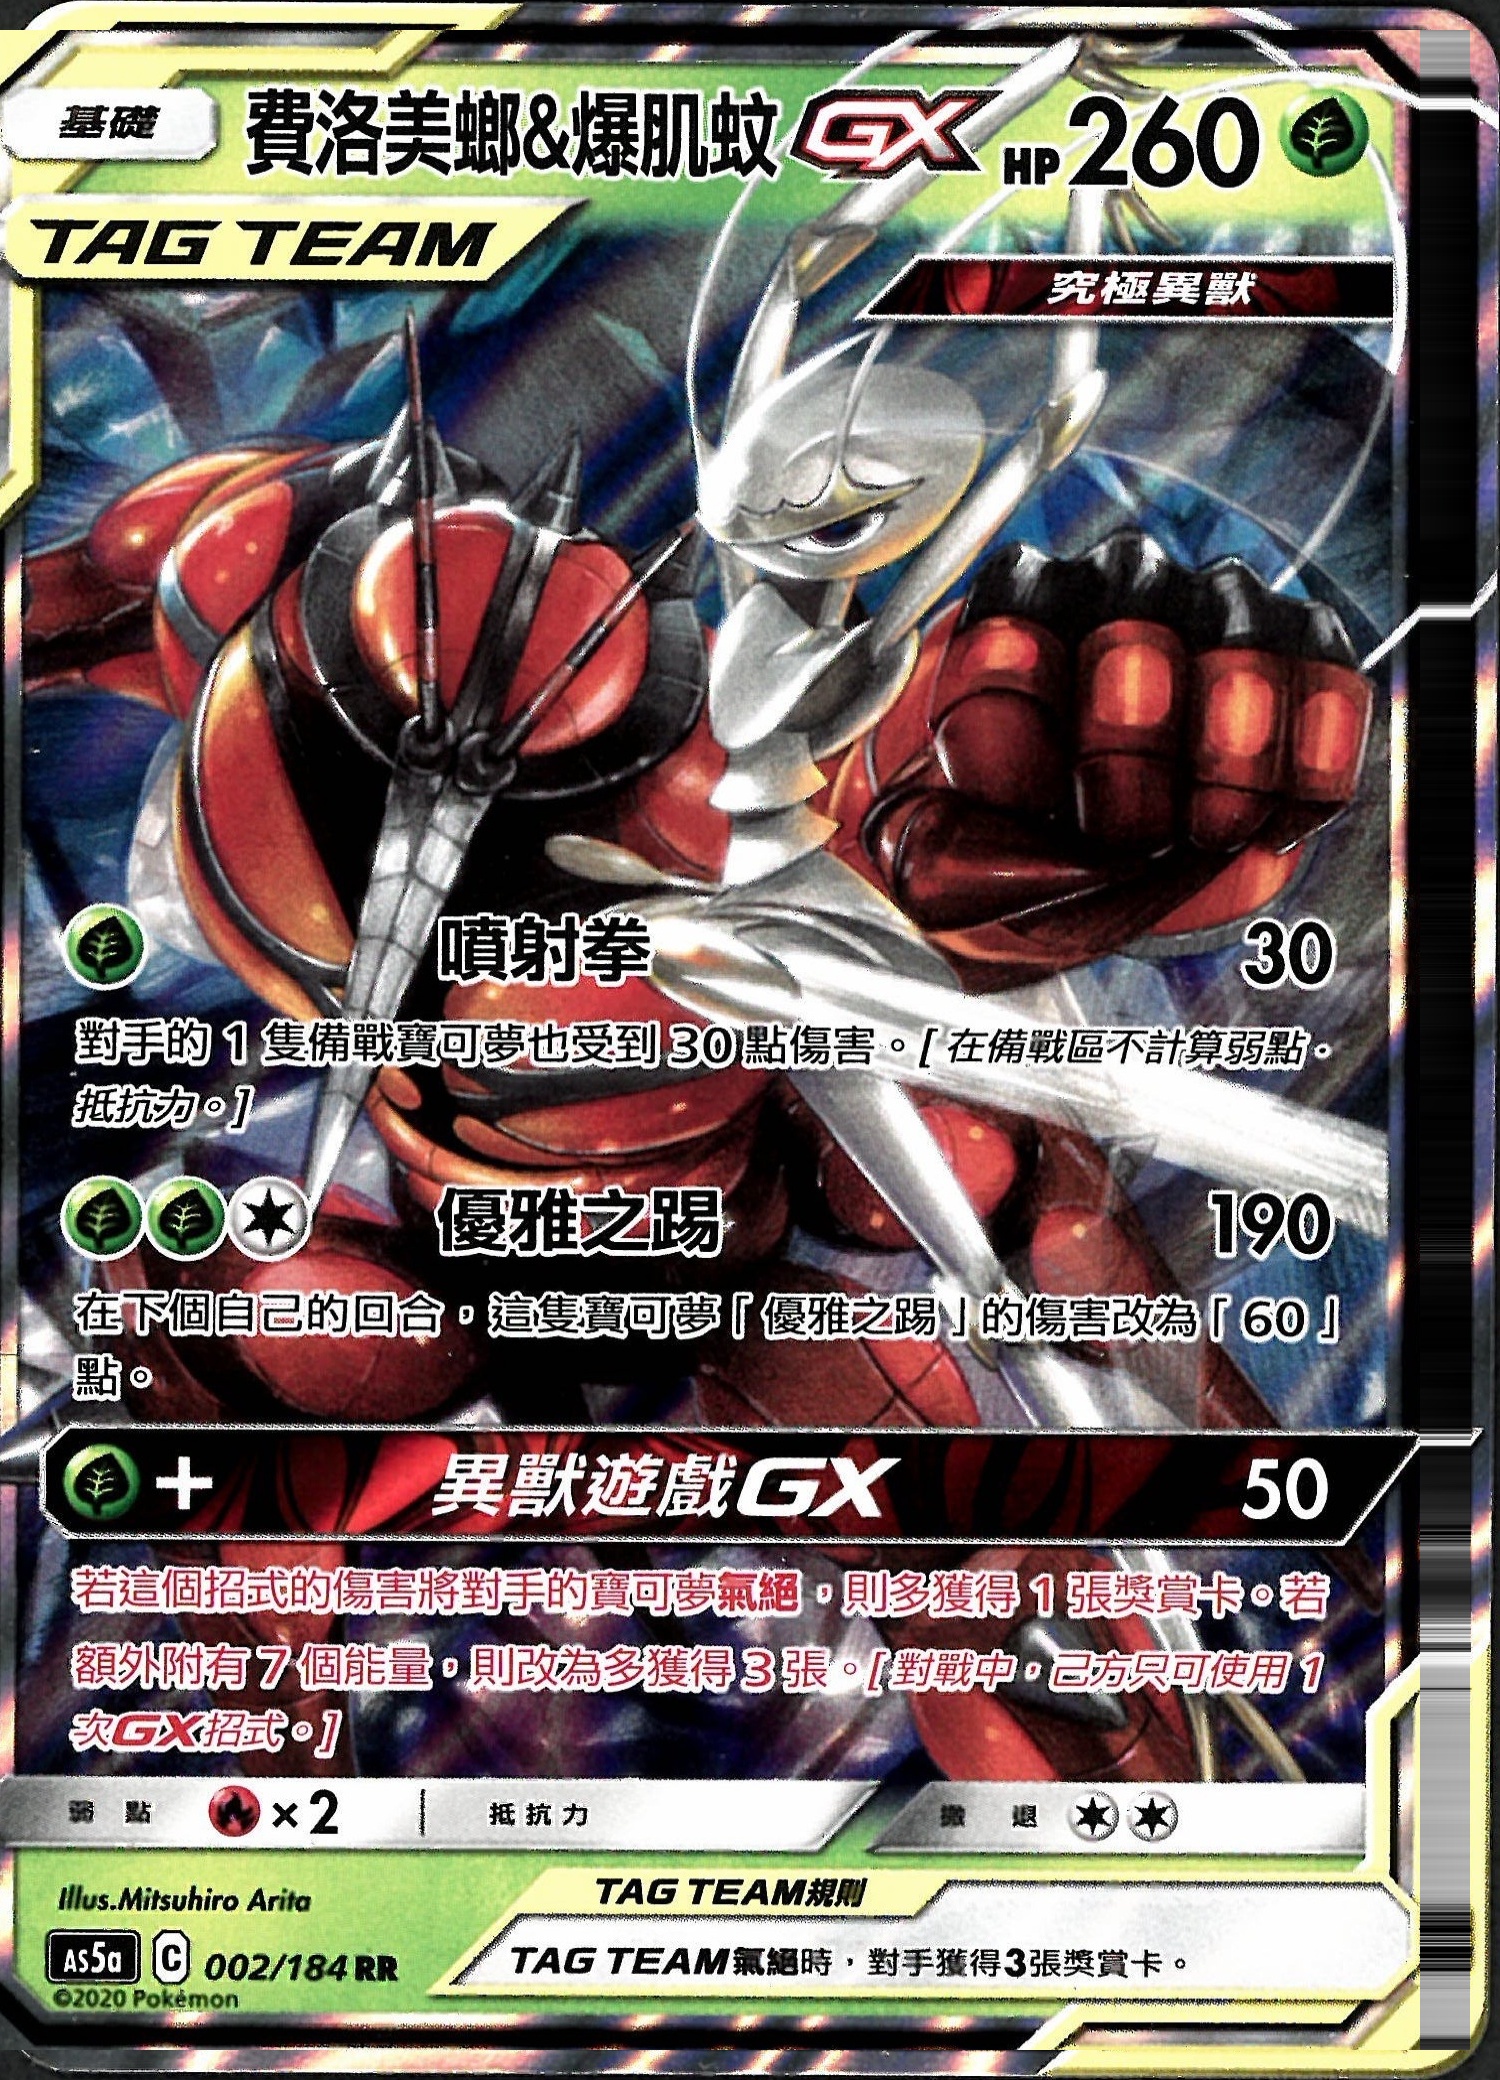 基礎 費洛美螂&爆肌蚊GX HP260
TAG TEAM
究極異獸
噴射拳 30
對手的1隻備戰寶可夢也受到30點傷害。[在備戰區不計算弱點・
抵抗力。]
優雅之踢 190
在下個自己的回合,這隻寶可夢「優雅之踢」的傷害改為「60」
點。
+ 異獸遊戲GX 50
若這個招式的傷害將對手的寶可夢氣絕,則多獲得1張獎賞卡。若
額外附有7個能量,則改為多獲得3張。[對戰中,己方只可使用1
次GX招式。]
弱點 ×2 抵抗力 撤退
Illus.Mitsuhiro Arita
TAG TEAM規則
TAG TEAM氣絕時,對手獲得3張獎賞卡。
AS5a C 002/184 RR
©2020 Pokémon